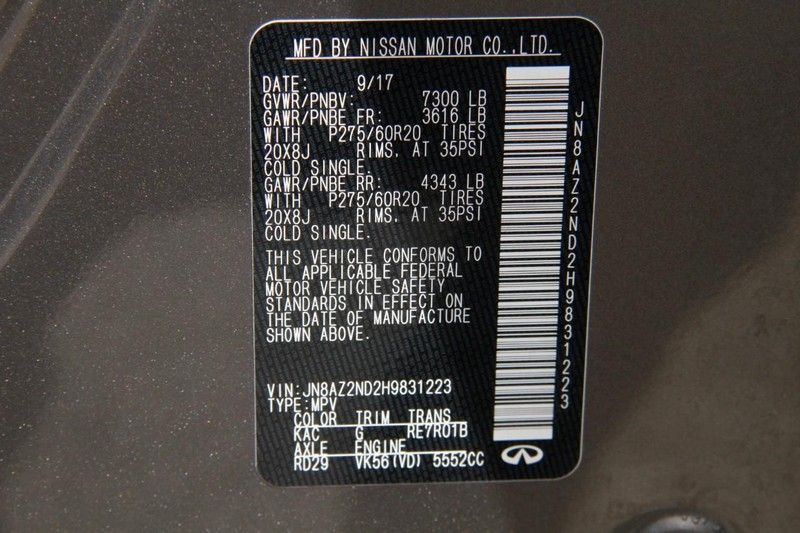 MFD BY NISSAN MOTOR CO.,LTD.
DATE: 9/17
GVWR/PNBV: 7300 LB
GAWR/PNBE FR: 3616 LB
WITH P275/60R20 TIRES
20X8J RIMS, AT 35PSI
COLD SINGLE.
GAWR/PNBE RR: 4343 LB
WITH P275/60R20 TIRES
20X8J RIMS, AT 35PSI
COLD SINGLE.
THIS VEHICLE CONFORMS TO
ALL APPLICABLE FEDERAL
MOTOR VEHICLE SAFETY
STANDARDS IN EFFECT ON
THE DATE OF MANUFACTURE
SHOWN ABOVE.
VIN:JN8AZ2ND2H9831223
TYPE:MPV
COLOR TRIM TRANS
KAC G RE7R01B
AXLE ENGINE
RD29 VK56(VD) 5552CC
JN8AZ2ND2H9831223